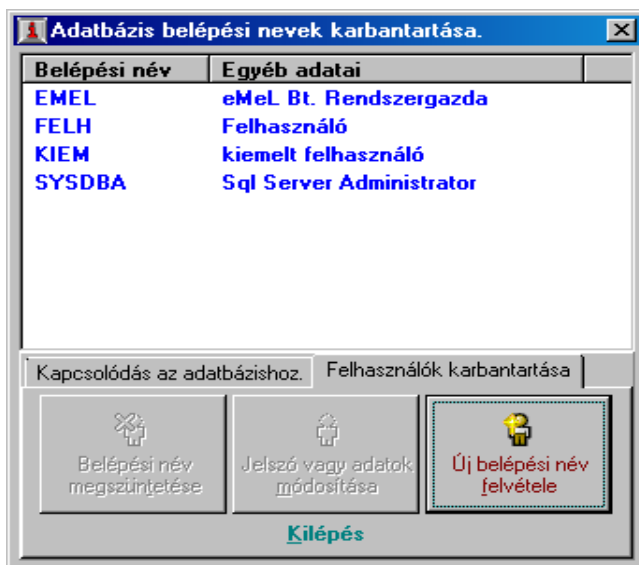 Adatbázis belépési nevek karbantartása.
Belépési név Egyéb adatai
EMEL eMeL Bt. Rendszergazda
FELH Felhasználó
KIEM kiemelt felhasználó
SYSDBA Sql Server Administrator
Kapcsolódás az adatbázishoz. Felhasználók karbantartása
Belépési név
megszüntetése
Jelszó vagy adatok
módosítása
Új belépési név
felvétele
Kilépés